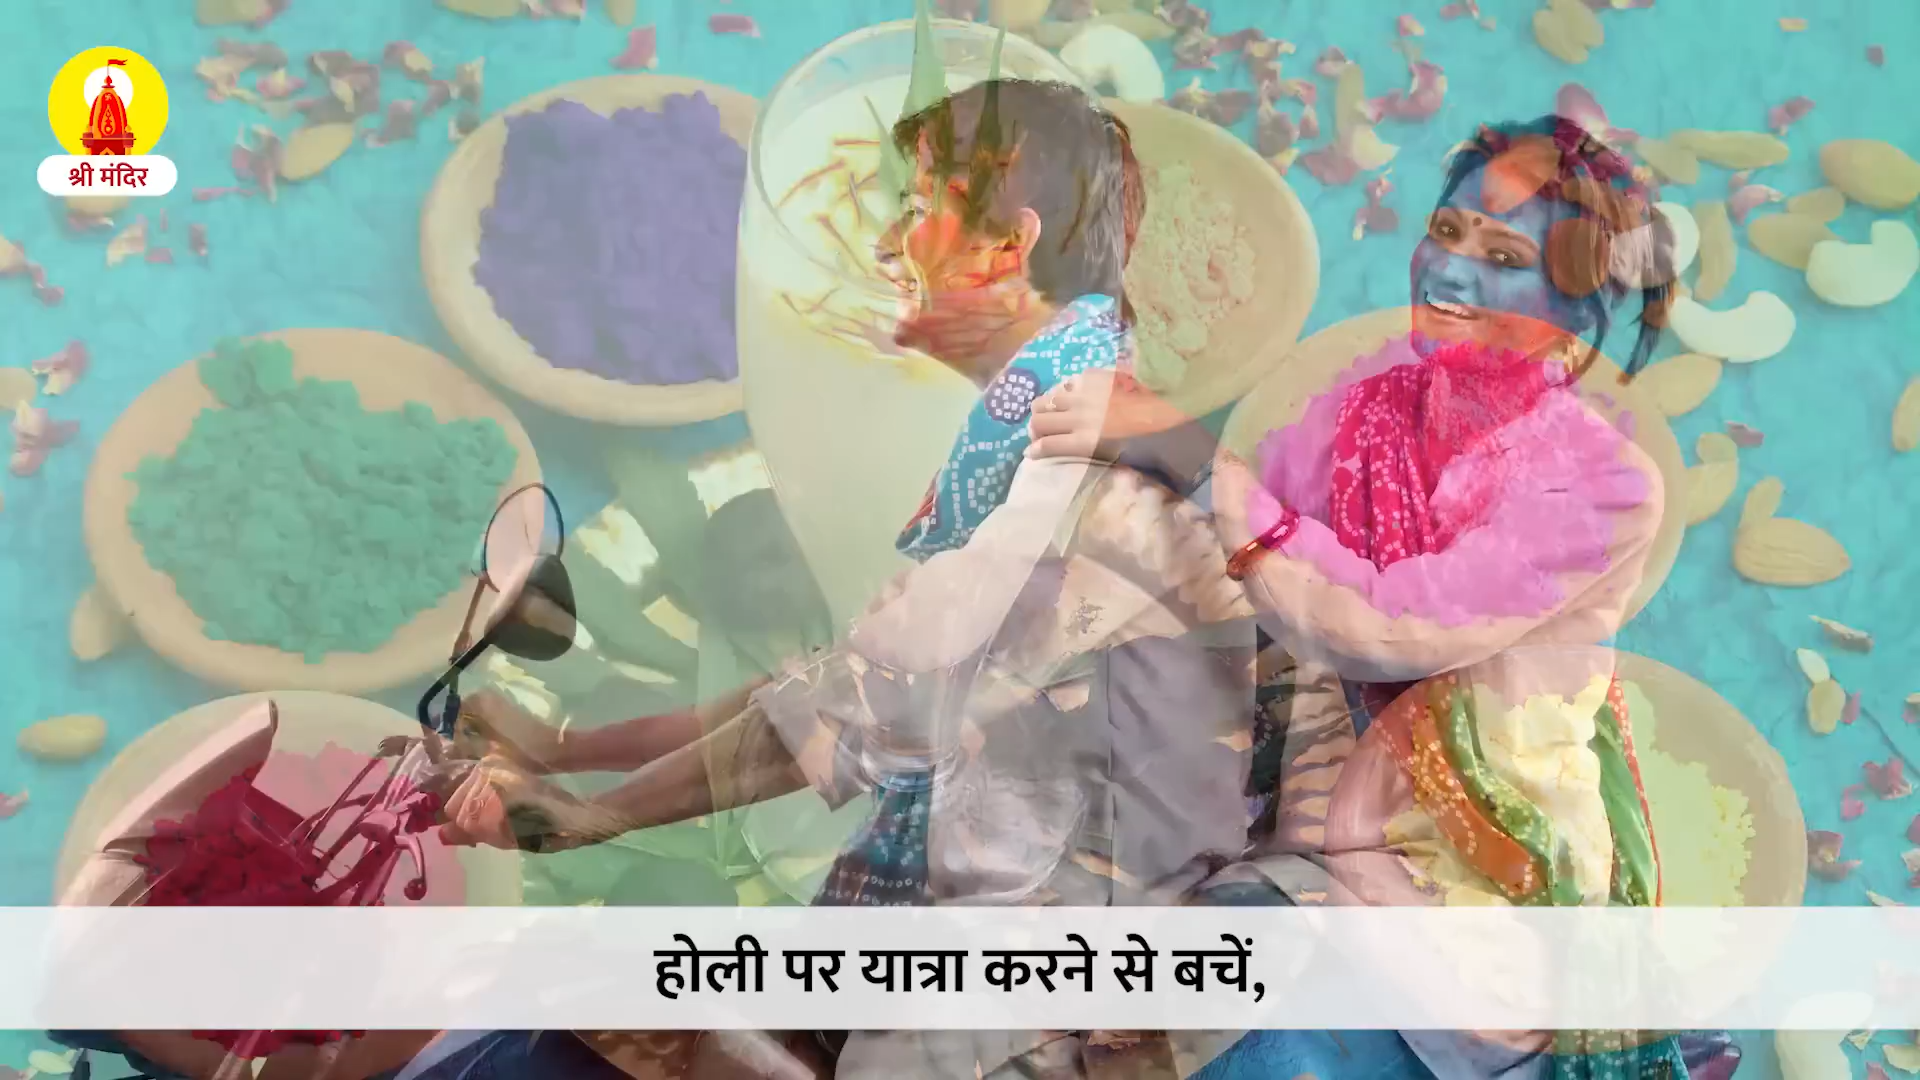 श्री मंदिर
होली पर यात्रा करने से बचें,